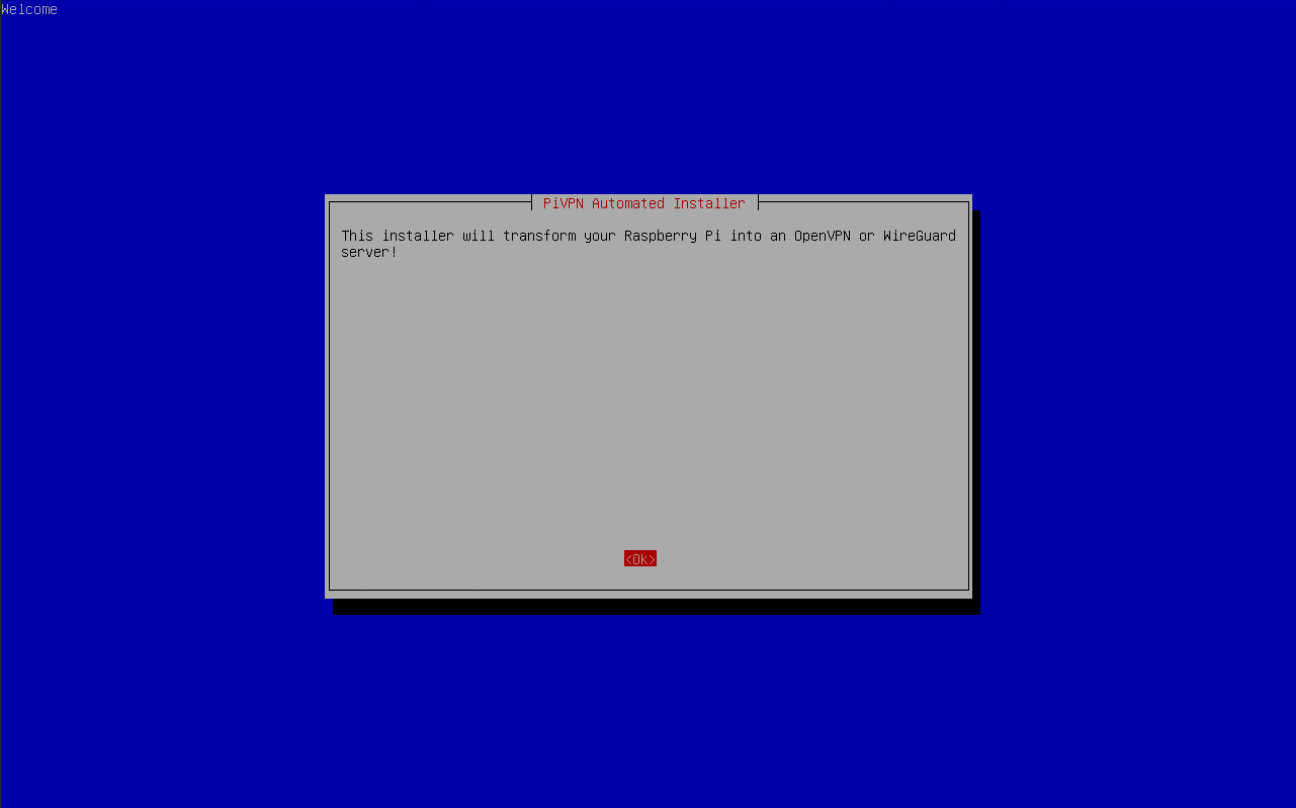 Welcome
PiVPN Automated Installer
This installer will transform your Raspberry Pi into an OpenVPN or WireGuard
server!
<Ok>